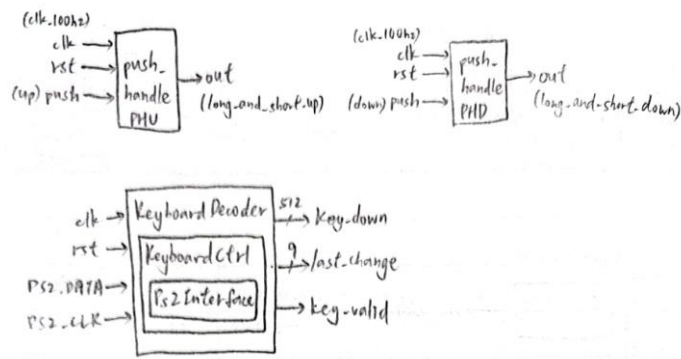 (clk_100hz)
clk
rst
(up) push
push_
handle
PHU
out
(long_and_short_up)
(clk_100hz)
clk
rst
(down) push
push_
handle
PHD
out
(long_and_short_down)
clk
rst
PS2_DATA
PS2_CLK
KeyboardDecoder
KeyboardCtrl
Ps2Interface
512
key_down
9
last_change
key_valid